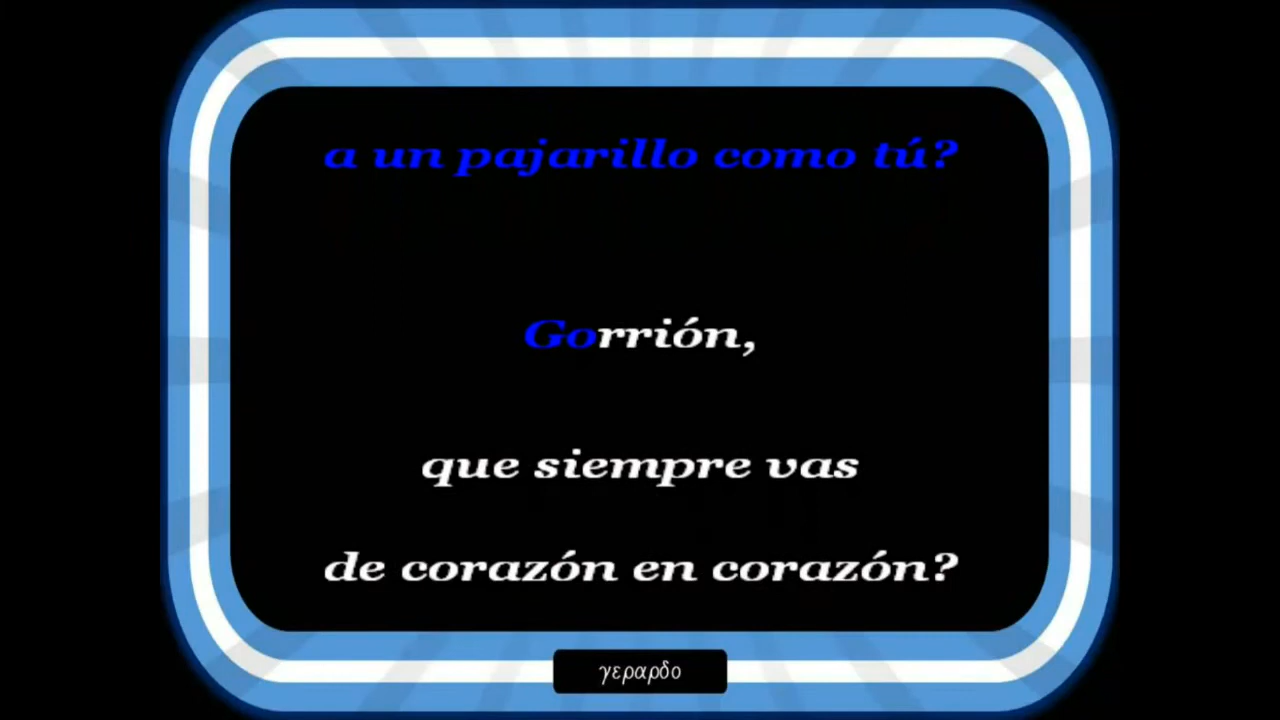 a un pajarillo como tú?
Gorrión,
que siempre vas
de corazón en corazón?
γεραρδο